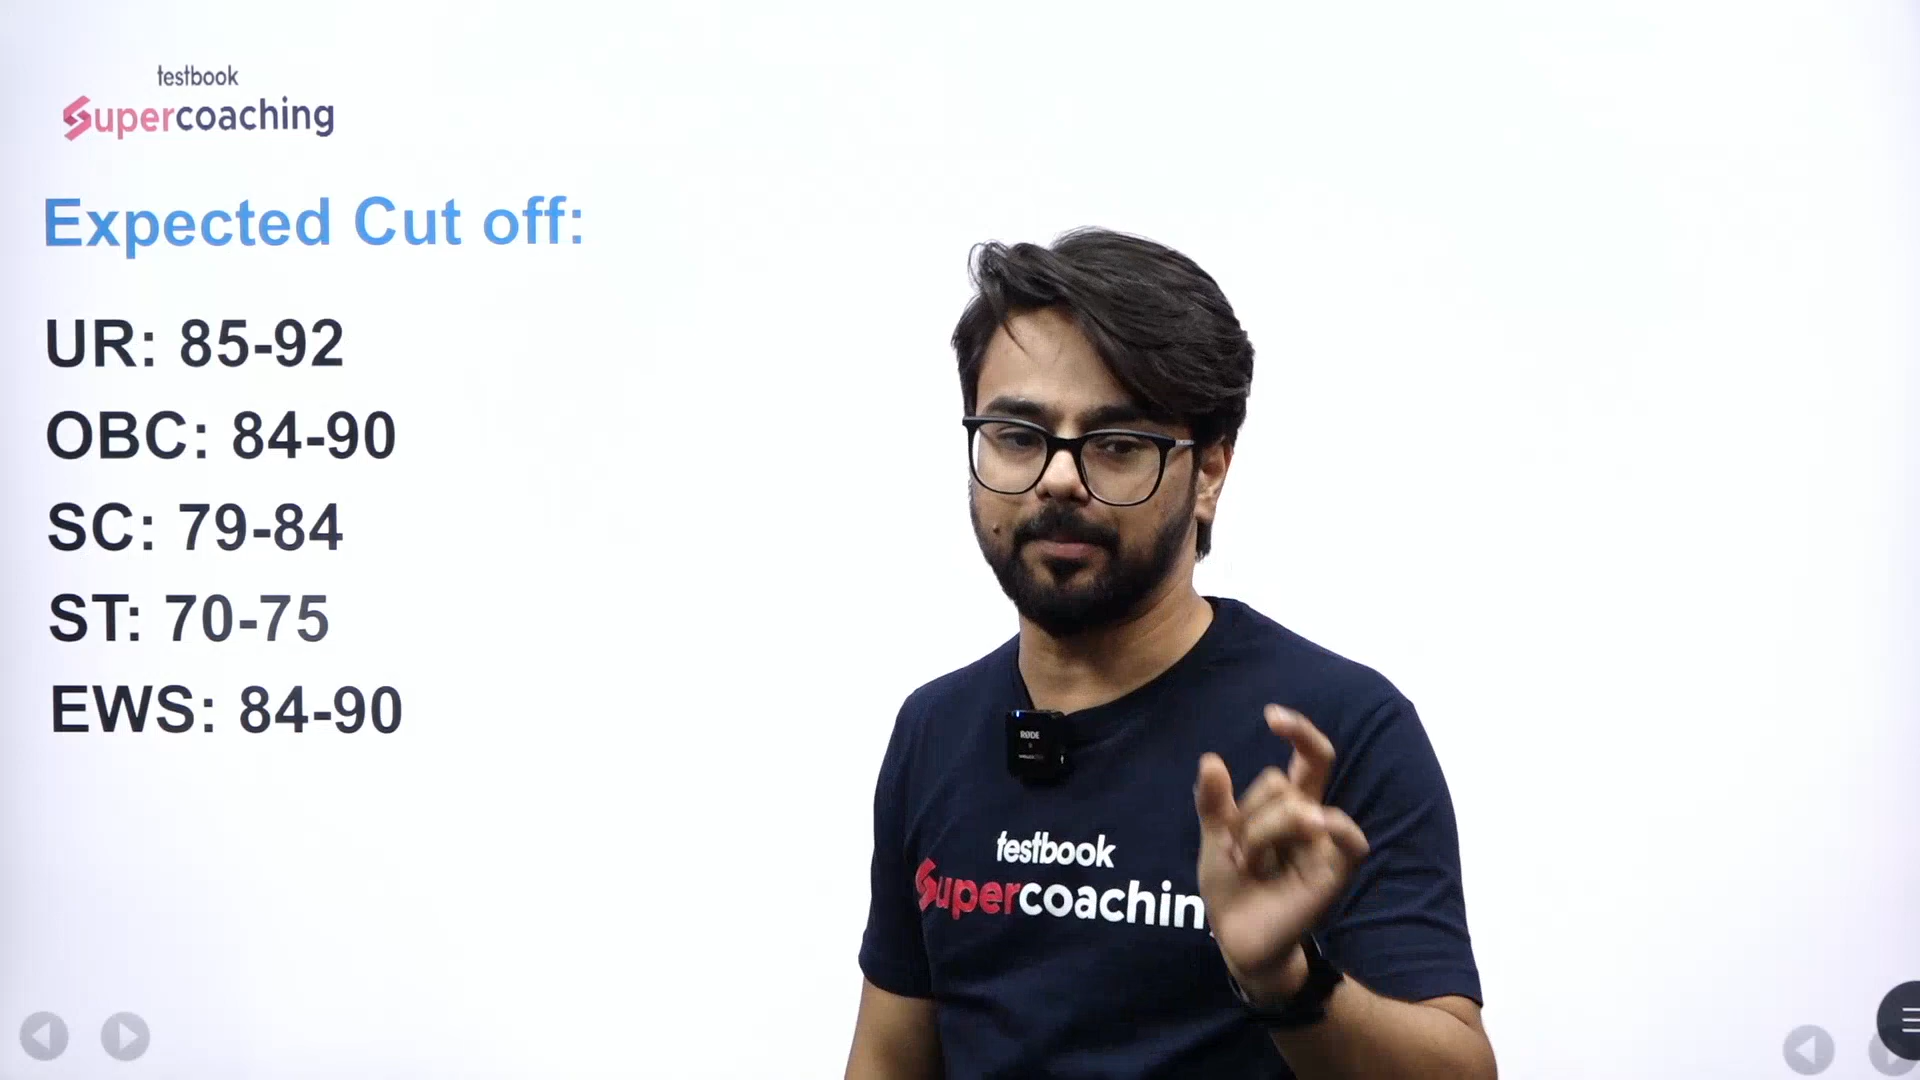 testbook
Supercoaching
Expected Cut off:
UR: 85-92
OBC: 84-90
SC: 79-84
ST: 70-75
EWS: 84-90
RØDE
testbook
Supercoachin